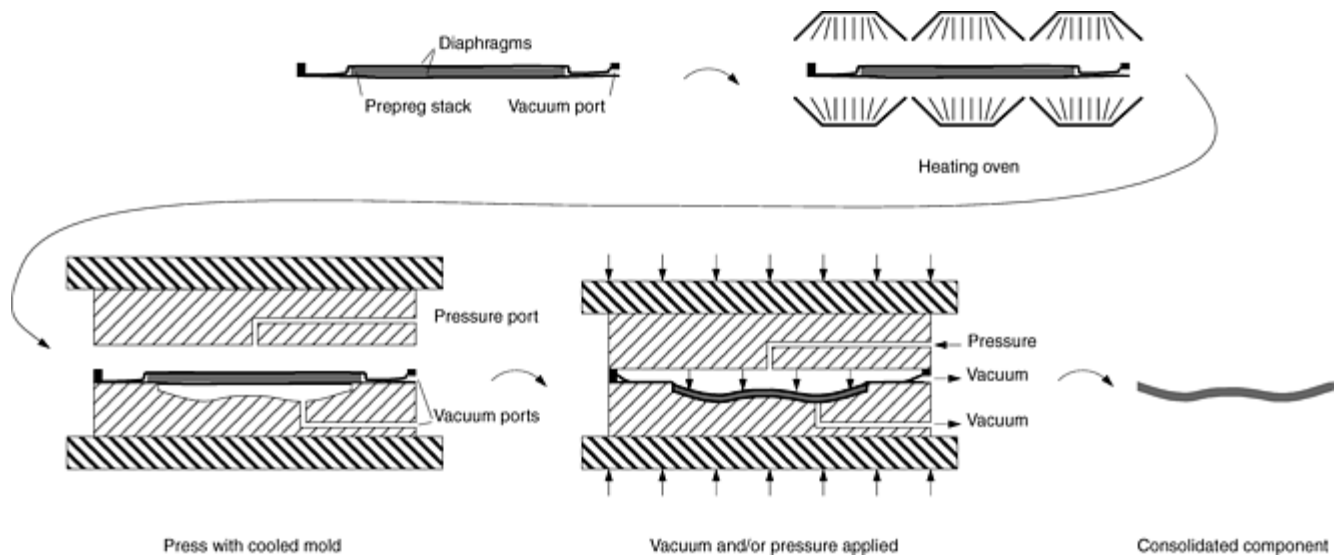 Diaphragms
Prepreg stack
Vacuum port
Heating oven
Pressure port
Vacuum ports
Pressure
Vacuum
Vacuum
Press with cooled mold
Vacuum and/or pressure applied
Consolidated component